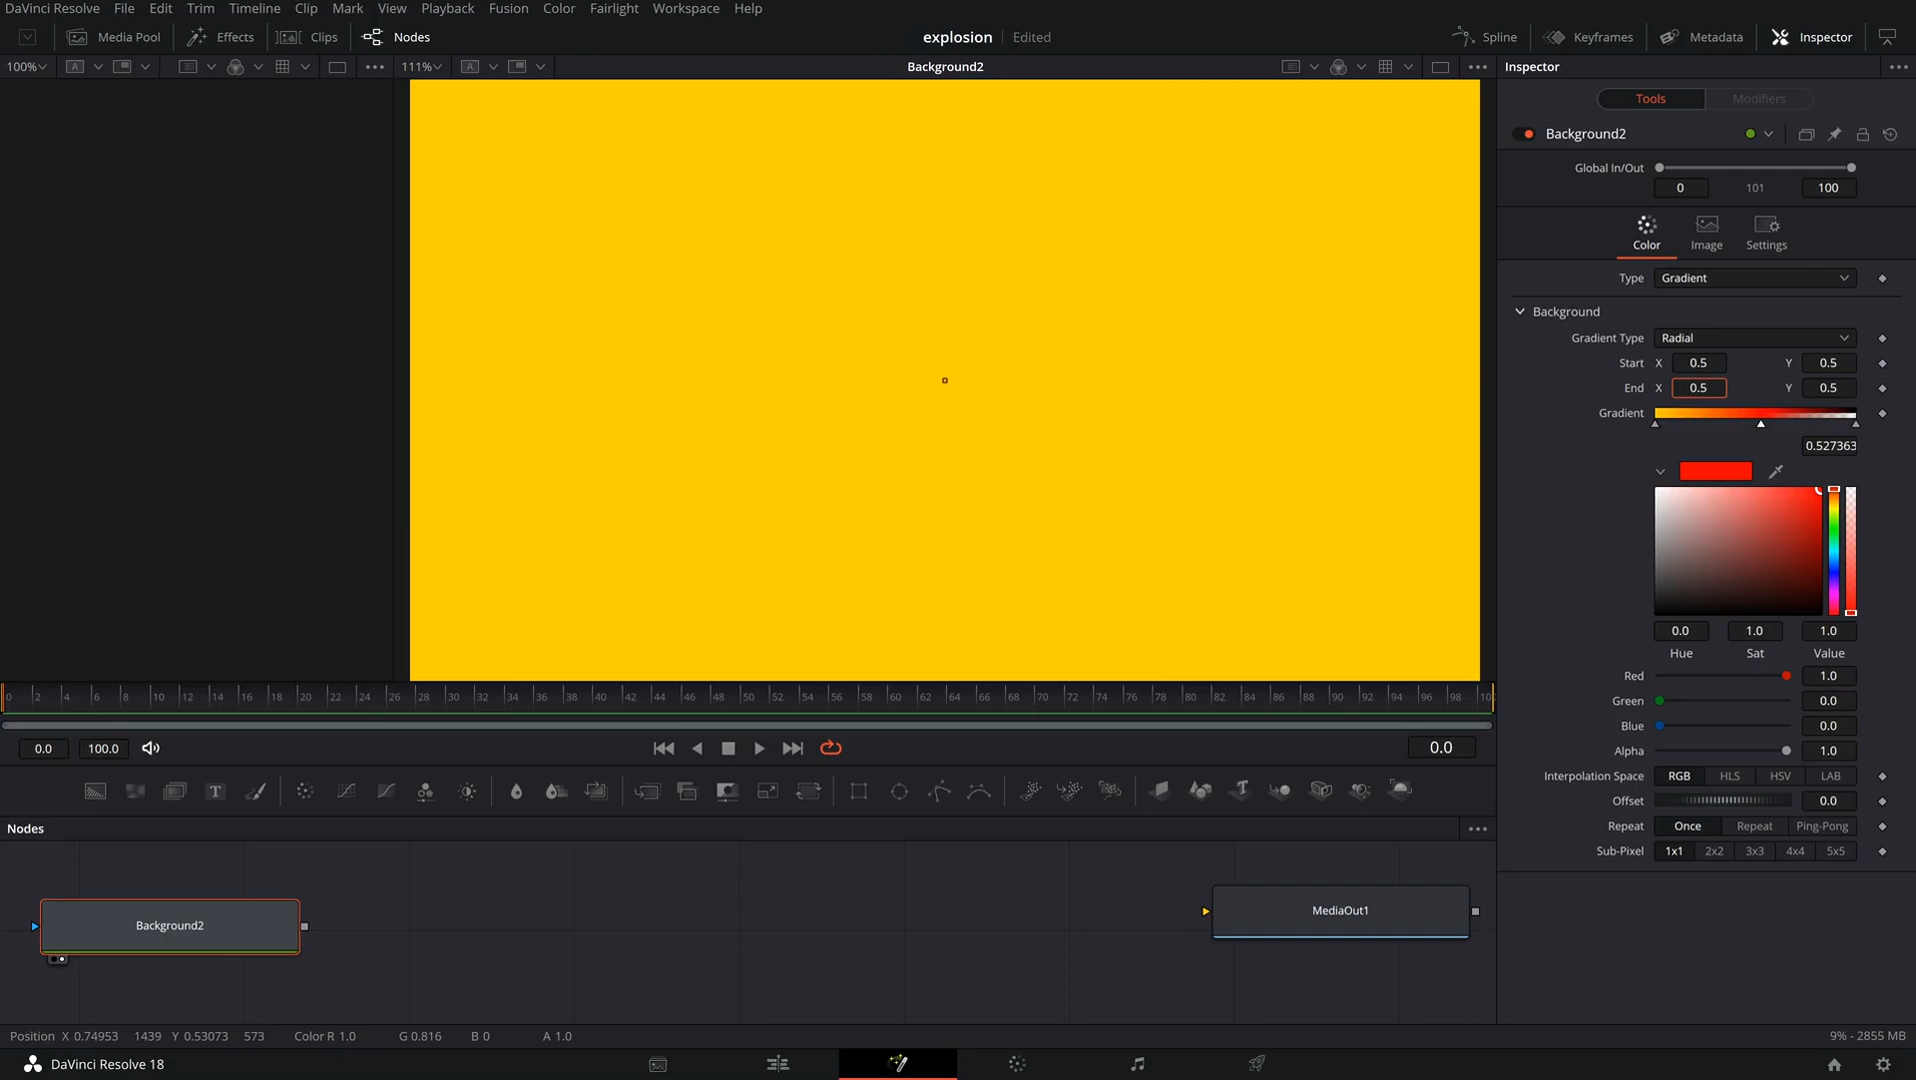 DaVinci Resolve File Edit Trim Timeline Clip Mark View Playback Fusion Color Fairlight Workspace Help
Media Pool Effects Clips Nodes explosion Edited Spline Keyframes Metadata Inspector
100% A 111% A Background2 Inspector
Tools Modifiers
Background2
Global In/Out
0 101 100
Color Image Settings
Type Gradient
Background
Gradient Type Radial
Start X 0.5 Y 0.5
End X 0.5 Y 0.5
Gradient
0.527363
0.0 1.0 1.0
Hue Sat Value
Red 1.0
Green 0.0
Blue 0.0
Alpha 1.0
Interpolation Space RGB HLS HSV LAB
Offset 0.0
Repeat Once Repeat Ping-Pong
Sub-Pixel 1x1 2x2 3x3 4x4 5x5
0 2 4 6 8 10 12 14 16 18 20 22 24 26 28 30 32 34 36 38 40 42 44 46 48 50 52 54 56 58 60 62 64 66 68 70 72 74 76 78 80 82 84 86 88 90 92 94 96 98 10
0.0 100.0 0.0
T T
Nodes
Background2
MediaOut1
Position X 0.74953 1439 Y 0.53073 573 Color R 1.0 G 0.816 B 0 A 1.0 9% - 2855 MB
DaVinci Resolve 18